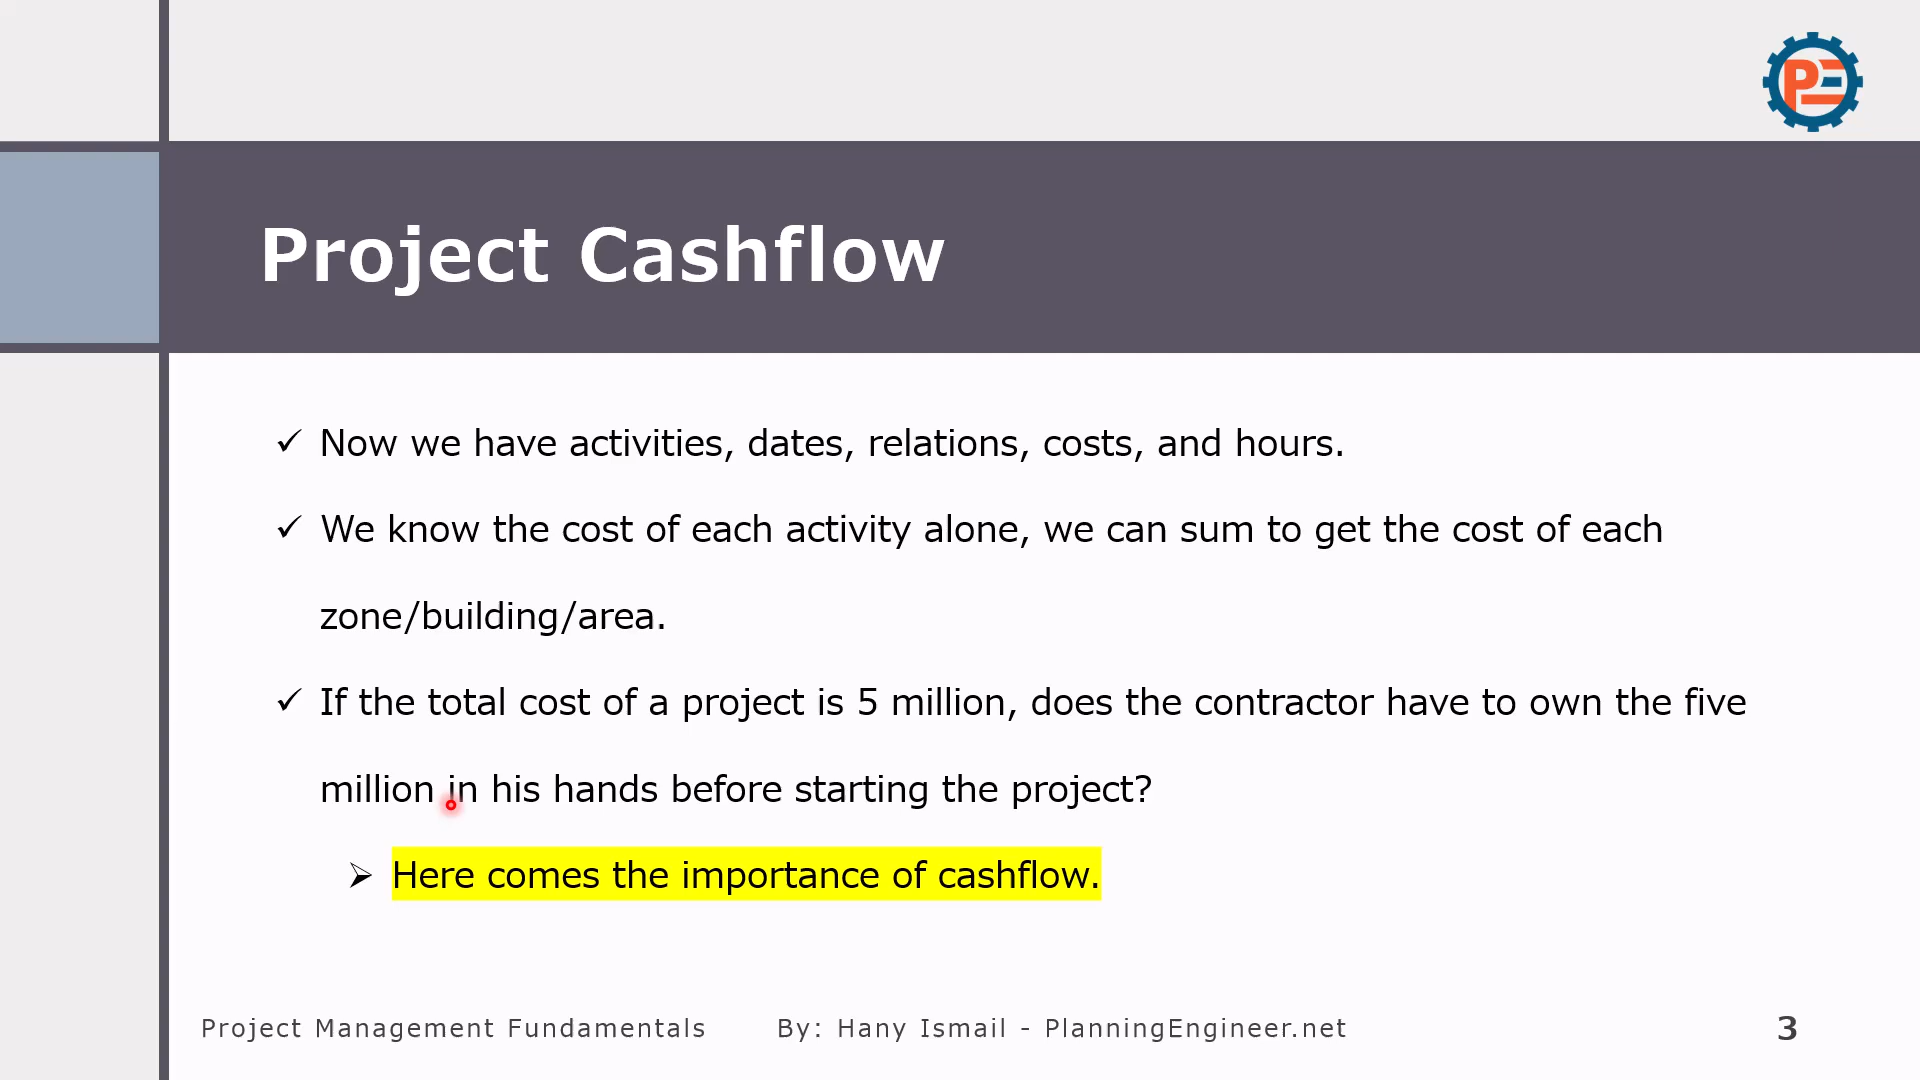 PE
Project Cashflow
✓ Now we have activities, dates, relations, costs, and hours.
✓ We know the cost of each activity alone, we can sum to get the cost of each
zone/building/area.
✓ If the total cost of a project is 5 million, does the contractor have to own the five
million in his hands before starting the project?
➢ Here comes the importance of cashflow.
Project Management Fundamentals By: Hany Ismail - PlanningEngineer.net 3